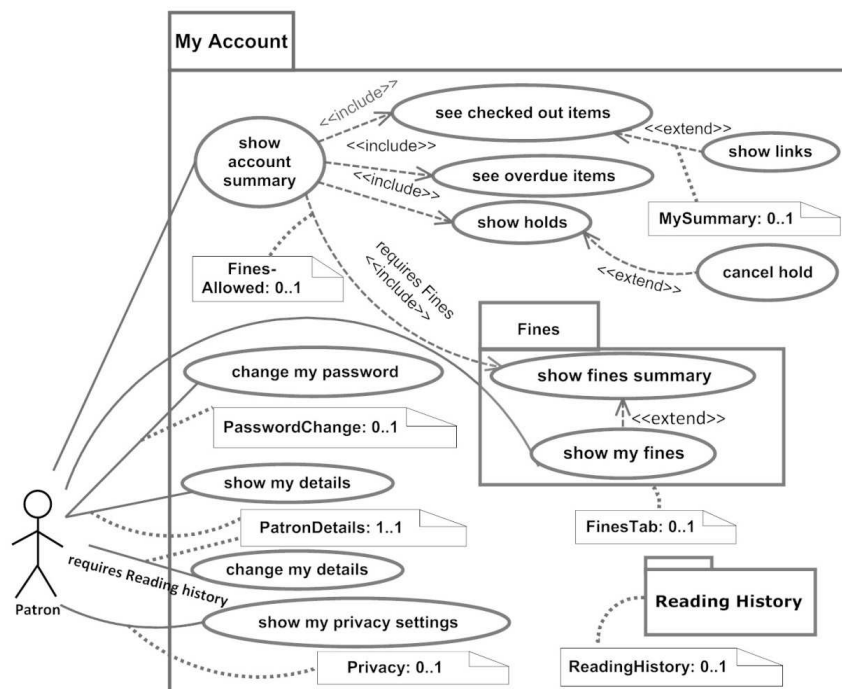 My Account
<<include>>
see checked out items
<<extend>>
show
account
summary
<<include>>
show links
<<include>>
see overdue items
show holds
MySummary: 0..1
Fines-
Allowed: 0..1
requires Fines
<<include>>
<<extend>>
cancel hold
Fines
change my password
show fines summary
PasswordChange: 0..1
<<extend>>
show my fines
show my details
PatronDetails: 1..1
FinesTab: 0..1
requires Reading history
change my details
Patron
Reading History
show my privacy settings
Privacy: 0..1
ReadingHistory: 0..1